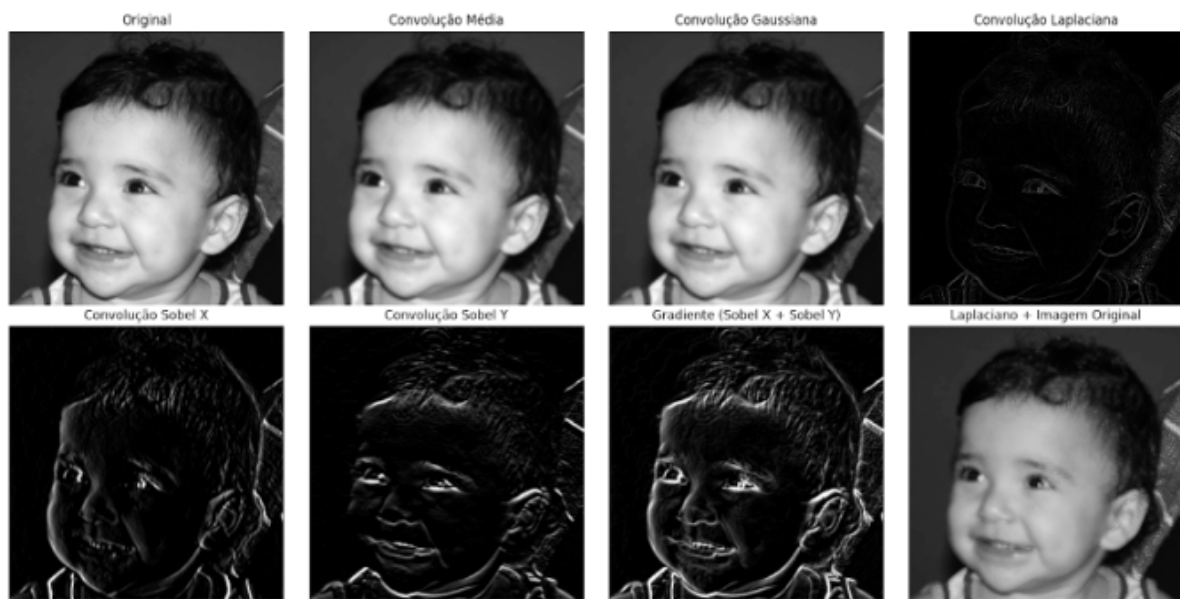 Original
Convolução Média
Convolução Gaussiana
Convolução Laplaciana
Convolução Sobel X
Convolução Sobel Y
Gradiente (Sobel X + Sobel Y)
Laplaciano + Imagem Original